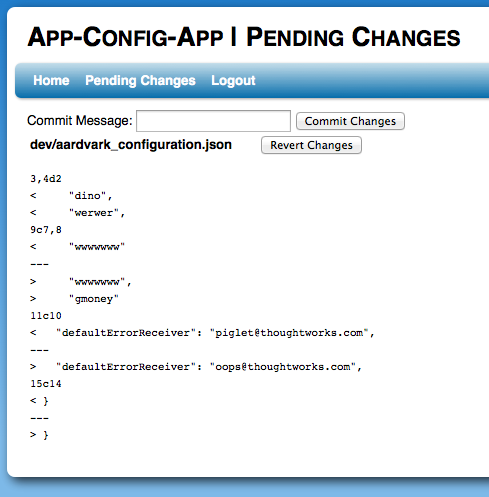 App-Config-App | Pending Changes
Home Pending Changes Logout
Commit Message: Commit Changes
dev/aardvark_configuration.json Revert Changes
3,4d2
<     "dino",
<     "werwer",
9c7,8
<     "wwwwwww"
---
>     "wwwwwww",
>     "gmoney"
11c10
<   "defaultErrorReceiver": "piglet@thoughtworks.com",
---
>   "defaultErrorReceiver": "oops@thoughtworks.com",
15c14
< }
---
> }